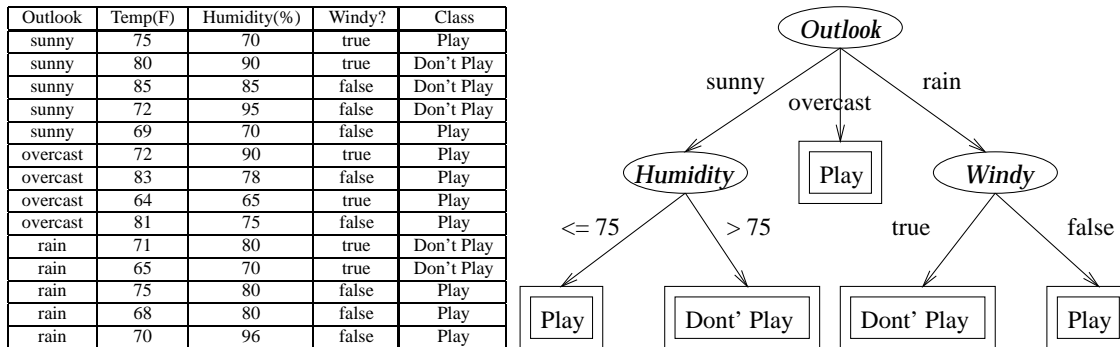 Outlook Temp(F) Humidity(%) Windy? Class
sunny 75 70 true Play
sunny 80 90 true Don't Play
sunny 85 85 false Don't Play
sunny 72 95 false Don't Play
sunny 69 70 false Play
overcast 72 90 true Play
overcast 83 78 false Play
overcast 64 65 true Play
overcast 81 75 false Play
rain 71 80 true Don't Play
rain 65 70 true Don't Play
rain 75 80 false Play
rain 68 80 false Play
rain 70 96 false Play
Outlook
sunny overcast rain
Humidity Play Windy
<= 75 > 75 true false
Play Dont' Play Dont' Play Play